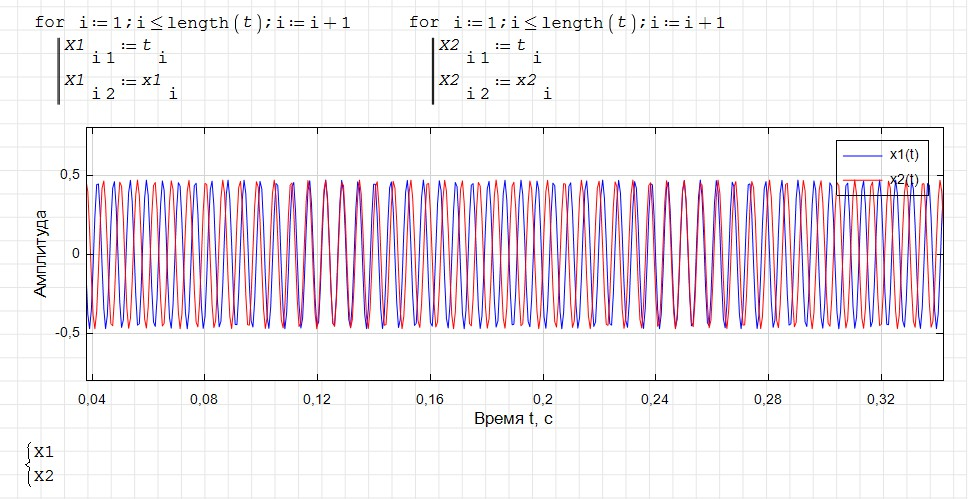 for i:=1;i≤length(t);i:=i+1
X1 i 1 := t i
X1 i 2 := x1 i
for i:=1;i≤length(t);i:=i+1
X2 i 1 := t i
X2 i 2 := x2 i
x1(t)
x2(t)
0,5
0
-0,5
Амплитуда
0,04 0,08 0,12 0,16 0,2 0,24 0,28 0,32
Время t, с
X1
X2